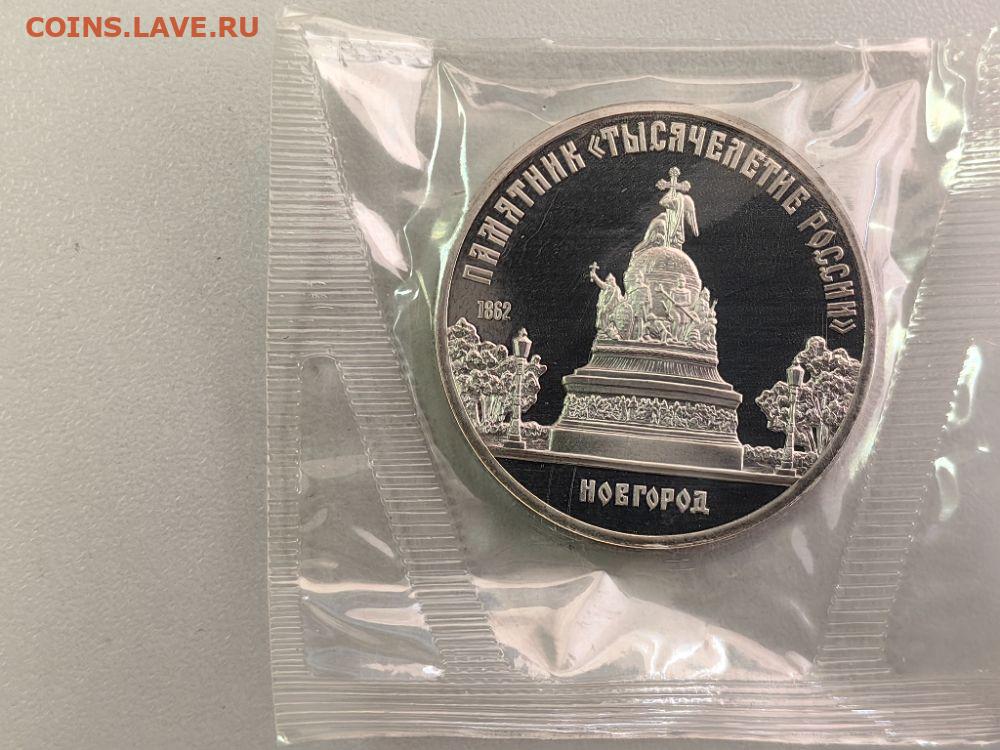 COINS.LAVE.RU
ПАМЯТНИК «ТЫСЯЧЕЛЕТИЕ РОССИИ»
1862
НОВГОРОД